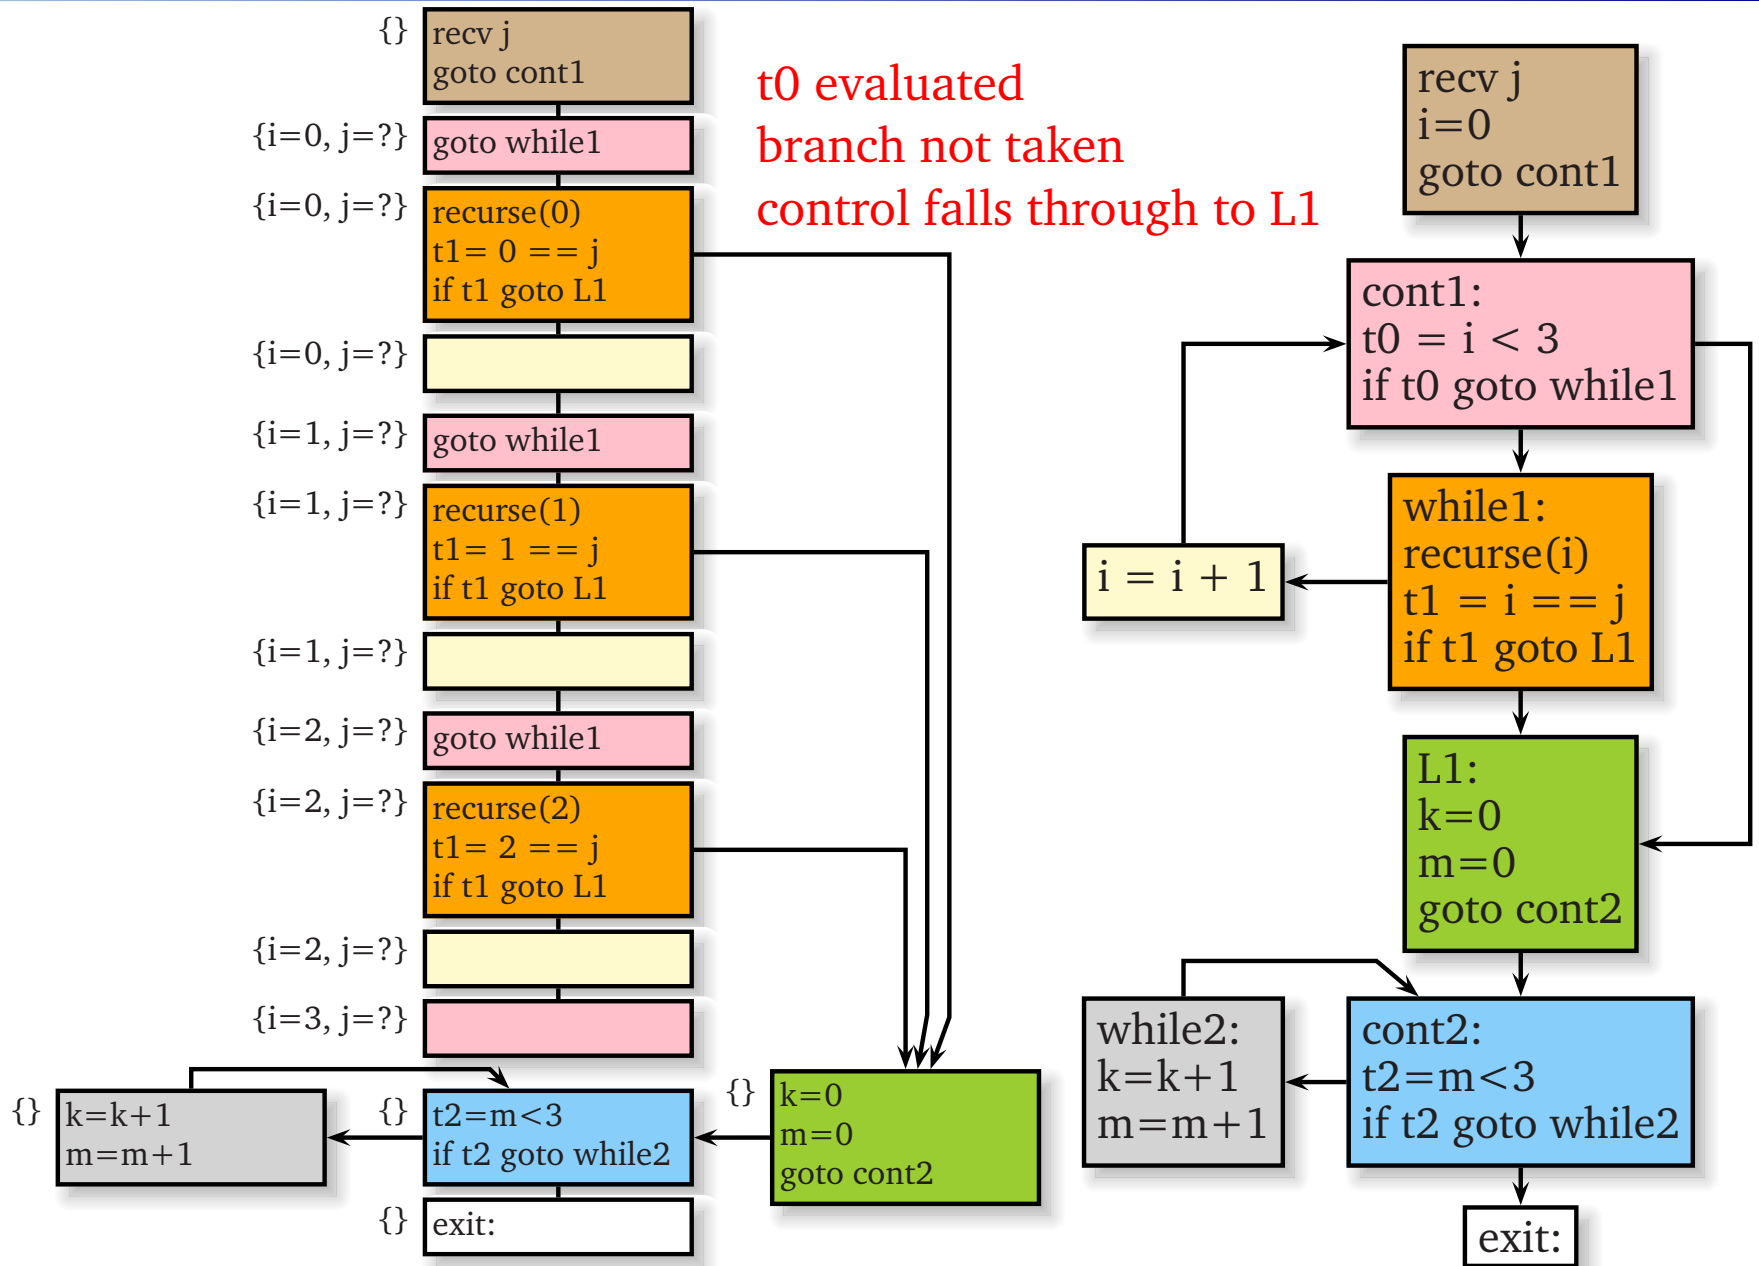 {}
recv j
goto cont1
{i=0, j=?}
goto while1
{i=0, j=?}
recurse(0)
t1= 0 == j
if t1 goto L1
{i=0, j=?}
{i=1, j=?}
goto while1
{i=1, j=?}
recurse(1)
t1= 1 == j
if t1 goto L1
{i=1, j=?}
{i=2, j=?}
goto while1
{i=2, j=?}
recurse(2)
t1= 2 == j
if t1 goto L1
{i=2, j=?}
{i=3, j=?}
{}
k=k+1
m=m+1
{}
t2=m<3
if t2 goto while2
{}
k=0
m=0
goto cont2
{}
exit:
t0 evaluated
branch not taken
control falls through to L1
recv j
i=0
goto cont1
cont1:
t0 = i < 3
if t0 goto while1
while1:
recurse(i)
t1 = i == j
if t1 goto L1
i = i + 1
L1:
k=0
m=0
goto cont2
while2:
k=k+1
m=m+1
cont2:
t2=m<3
if t2 goto while2
exit: